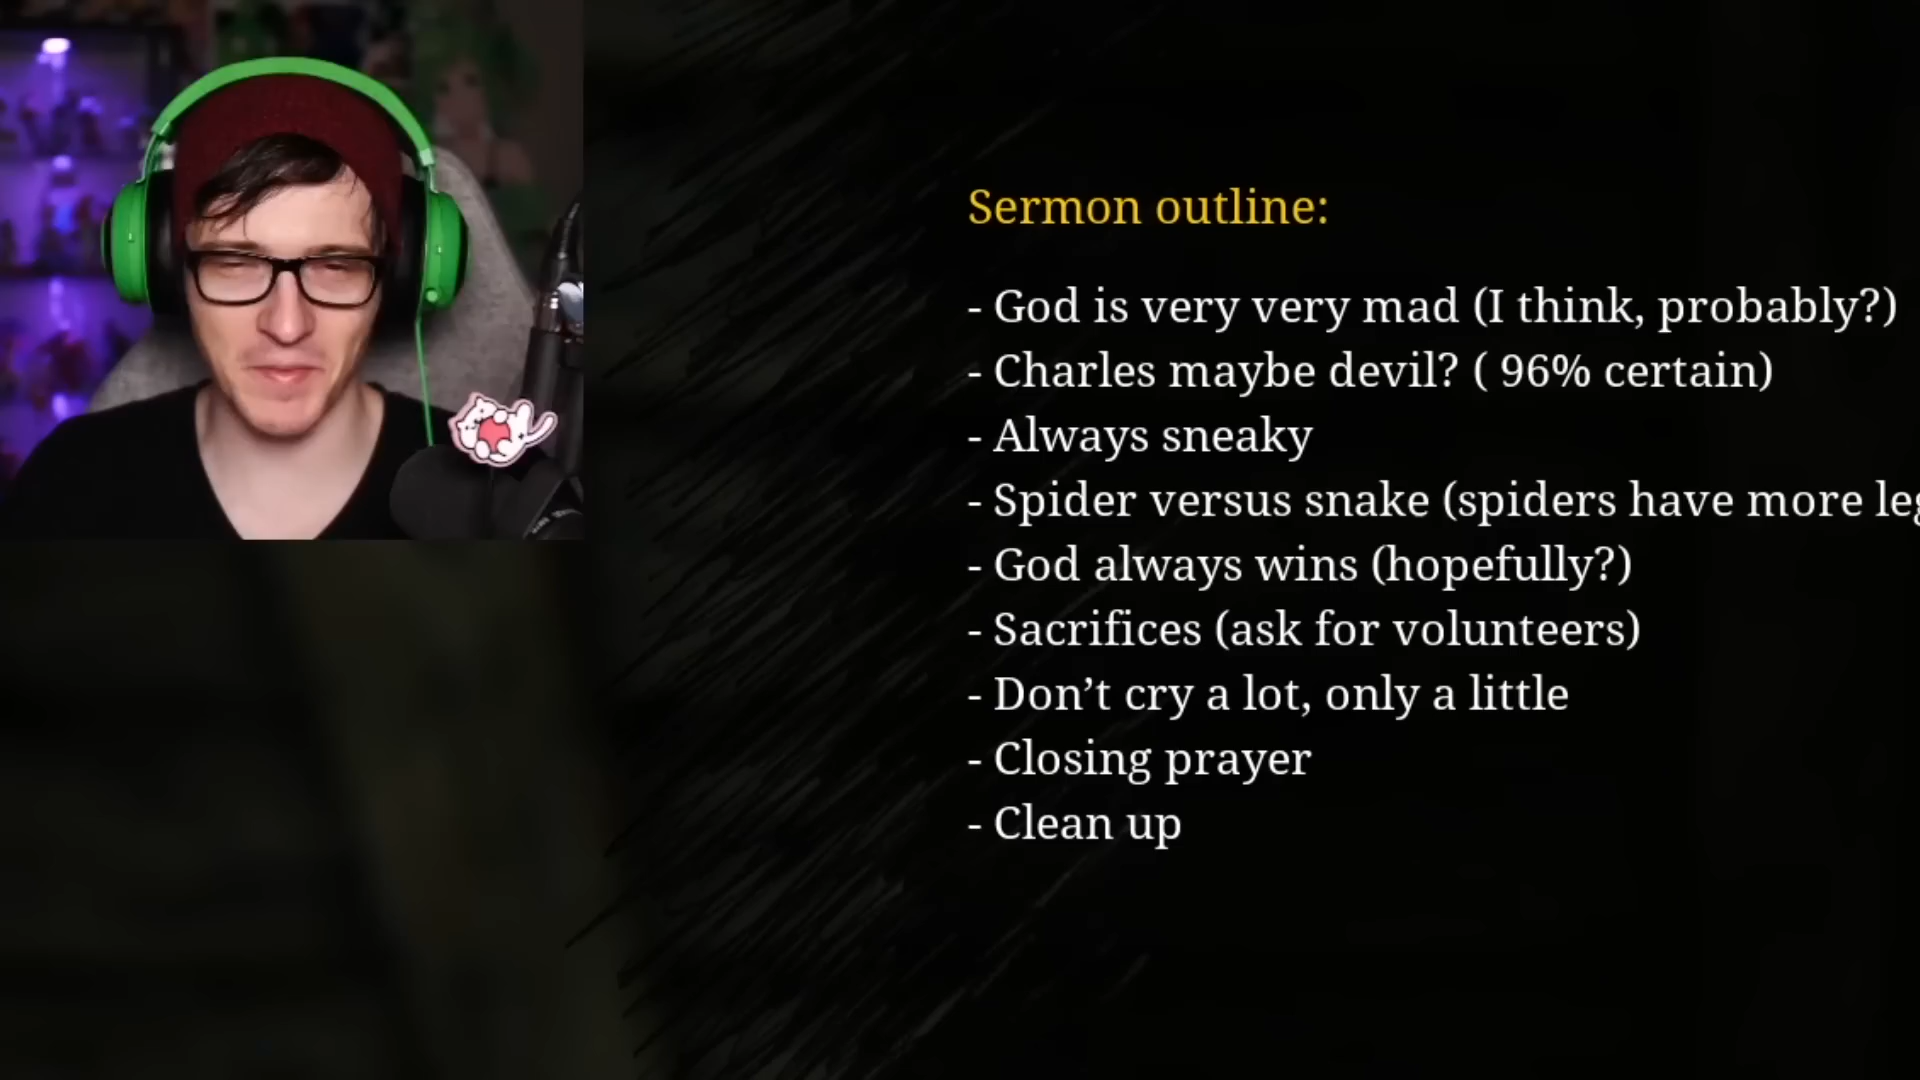 Sermon outline:
- God is very very mad (I think, probably?)
- Charles maybe devil? ( 96% certain)
- Always sneaky
- Spider versus snake (spiders have more
- God always wins (hopefully?)
- Sacrifices (ask for volunteers)
- Don’t cry a lot, only a little
- Closing prayer
- Clean up